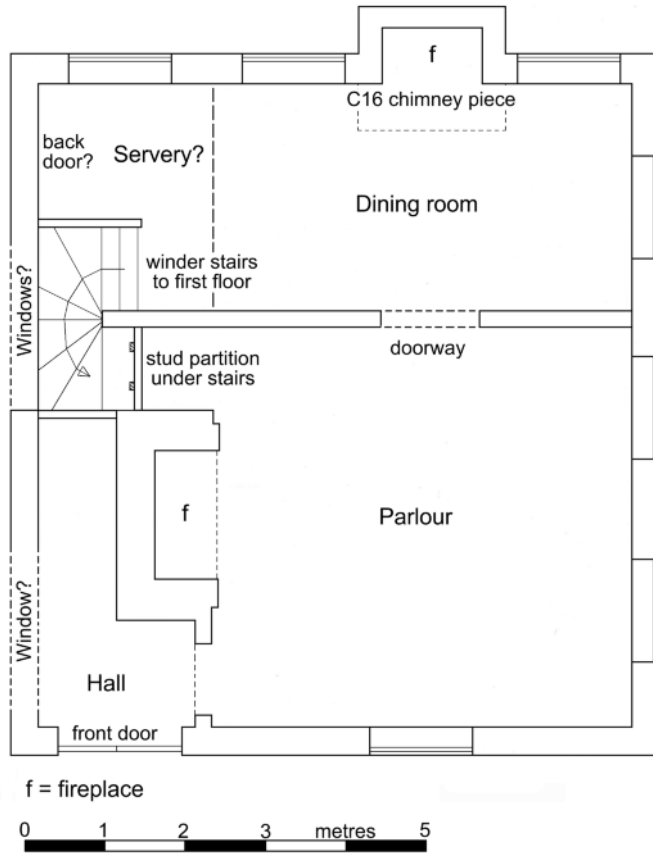 f
C16 chimney piece
back
door?
Servery?
Dining room
winder stairs
to first floor
Windows?
doorway
stud partition
under stairs
f
Parlour
Window?
Hall
front door
f = fireplace
0 1 2 3 metres 5